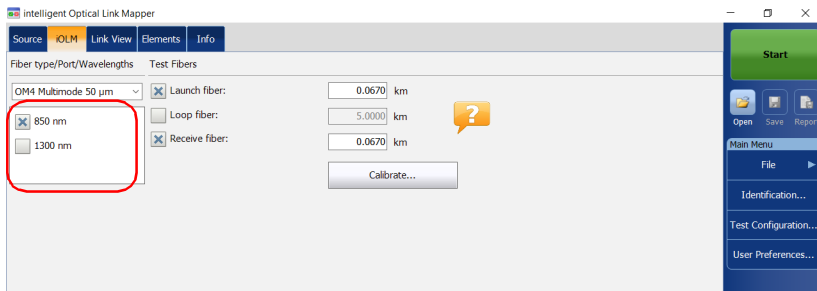 intelligent Optical Link Mapper
Source iOLM Link View Elements Info
Fiber type/Port/Wavelengths Test Fibers
OM4 Multimode 50 µm
850 nm
1300 nm
Launch fiber: 0.0670 km
Loop fiber: 5.0000 km
Receive fiber: 0.0670 km
?
Calibrate...
Start
Open Save Repor
Main Menu
File
Identification...
Test Configuration...
User Preferences...